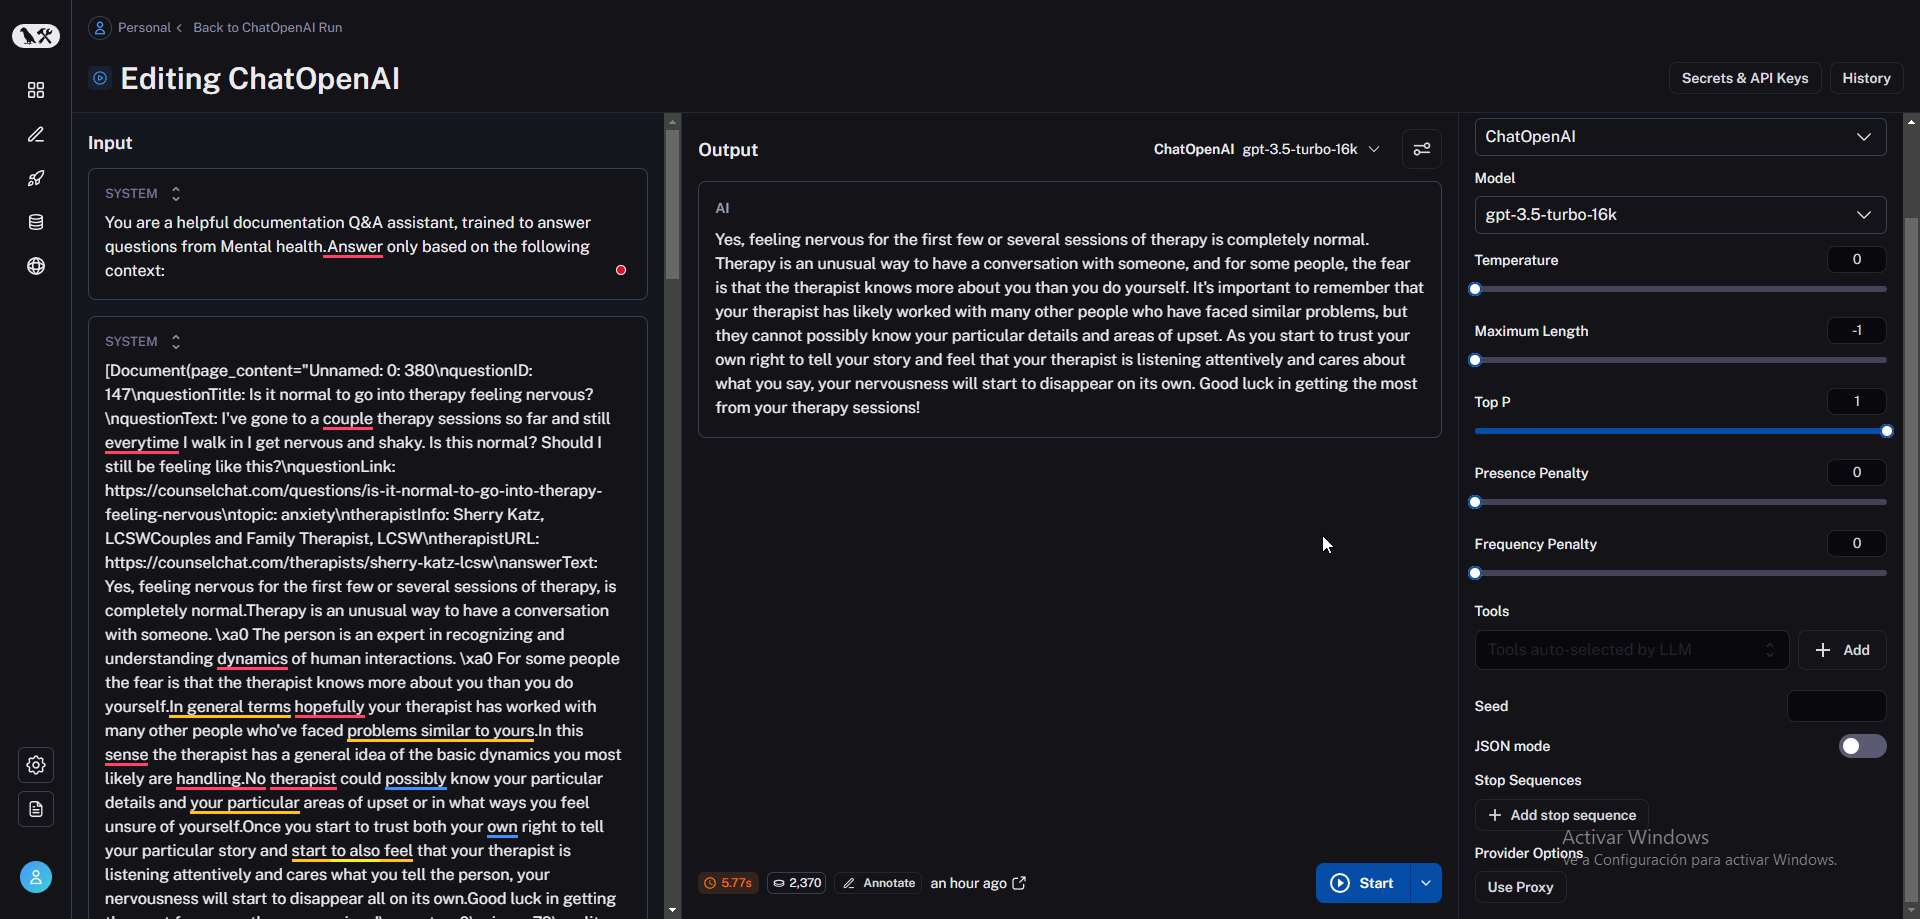 Personal < Back to ChatOpenAI Run
Editing ChatOpenAI
Secrets & API Keys
History
Input
SYSTEM
You are a helpful documentation Q&A assistant, trained to answer
questions from Mental health.Answer only based on the following
context:
SYSTEM
[Document(page_content="Unnamed: 0: 380\nquestionID:
147\nquestionTitle: Is it normal to go into therapy feeling nervous?
\nquestionText: I've gone to a couple therapy sessions so far and still
everytime I walk in I get nervous and shaky. Is this normal? Should I
still be feeling like this?\nquestionLink:
https://counselchat.com/questions/is-it-normal-to-go-into-therapy-
feeling-nervous\ntopic: anxiety\ntherapistInfo: Sherry Katz,
LCSWCouples and Family Therapist, LCSW\ntherapistURL:
https://counselchat.com/therapists/sherry-katz-lcsw\nanswerText:
Yes, feeling nervous for the first few or several sessions of therapy, is
completely normal.Therapy is an unusual way to have a conversation
with someone. \xa0 The person is an expert in recognizing and
understanding dynamics of human interactions. \xa0 For some people
the fear is that the therapist knows more about you than you do
yourself.In general terms hopefully your therapist has worked with
many other people who've faced problems similar to yours.In this
sense the therapist has a general idea of the basic dynamics you most
likely are handling.No therapist could possibly know your particular
details and your particular areas of upset or in what ways you feel
unsure of yourself.Once you start to trust both your own right to tell
your particular story and start to also feel that your therapist is
listening attentively and cares what you tell the person, your
nervousness will start to disappear all on its own.Good luck in getting
Output
ChatOpenAI gpt-3.5-turbo-16k
AI
Yes, feeling nervous for the first few or several sessions of therapy is completely normal.
Therapy is an unusual way to have a conversation with someone, and for some people, the fear
is that the therapist knows more about you than you do yourself. It's important to remember that
your therapist has likely worked with many other people who have faced similar problems, but
they cannot possibly know your particular details and areas of upset. As you start to trust your
own right to tell your story and feel that your therapist is listening attentively and cares about
what you say, your nervousness will start to disappear on its own. Good luck in getting the most
from your therapy sessions!
5.77s
2,370
Annotate
an hour ago
Start
ChatOpenAI
Model
gpt-3.5-turbo-16k
Temperature 0
Maximum Length -1
Top P 1
Presence Penalty 0
Frequency Penalty 0
Tools
Tools auto-selected by LLM
+ Add
Seed
JSON mode
Stop Sequences
+ Add stop sequence
Activar Windows
Provider Options
Ve a Configuración para activar Windows.
Use Proxy